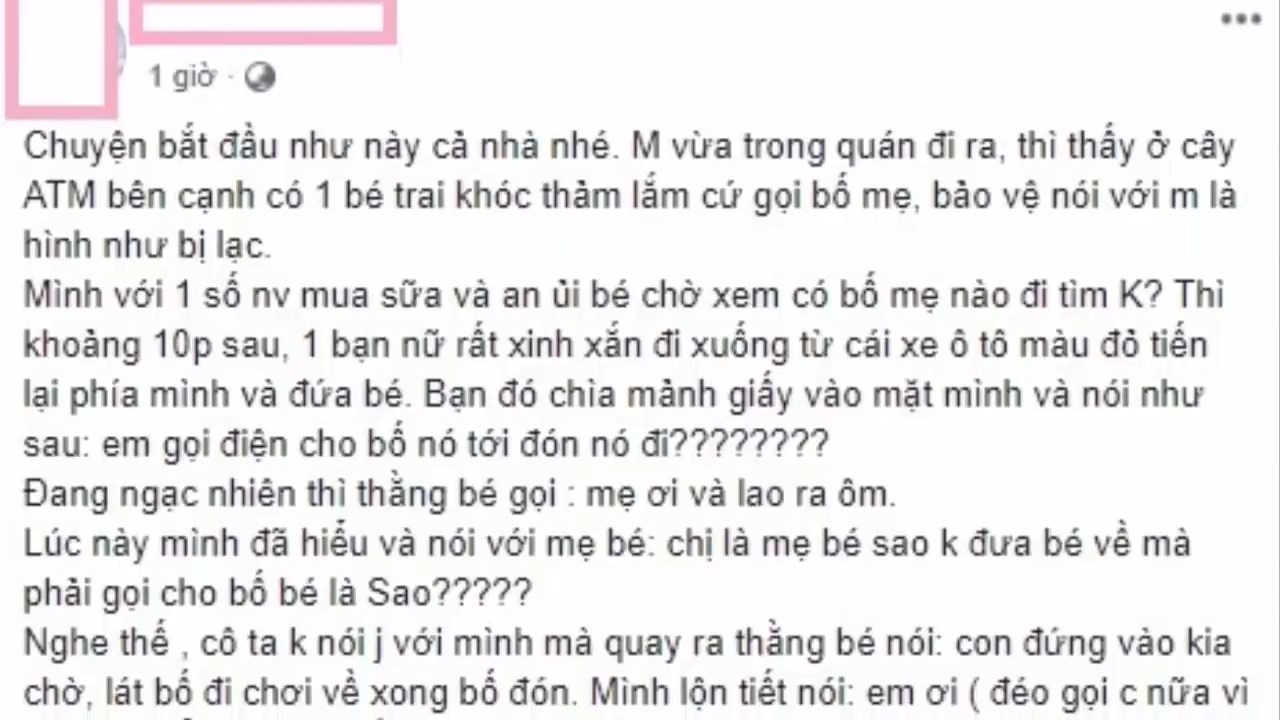 1 giờ ·
Chuyện bắt đầu như này cả nhà nhé. M vừa trong quán đi ra, thì thấy ở cây
ATM bên cạnh có 1 bé trai khóc thảm lắm cứ gọi bố mẹ, bảo vệ nói với m là
hình như bị lạc.
Mình với 1 số nv mua sữa và an ủi bé chờ xem có bố mẹ nào đi tìm K? Thì
khoảng 10p sau, 1 bạn nữ rất xinh xắn đi xuống từ cái xe ô tô màu đỏ tiến
lại phía mình và đứa bé. Bạn đó chìa mảnh giấy vào mặt mình và nói như
sau: em gọi điện cho bố nó tới đón nó đi????????
Đang ngạc nhiên thì thằng bé gọi : mẹ ơi và lao ra ôm.
Lúc này mình đã hiểu và nói với mẹ bé: chị là mẹ bé sao k đưa bé về mà
phải gọi cho bố bé là Sao?????
Nghe thế , cô ta k nói j với mình mà quay ra thằng bé nói: con đứng vào kia
chờ, lát bố đi chơi về xong bố đón. Mình lộn tiết nói: em ơi ( đéo gọi c nữa vì